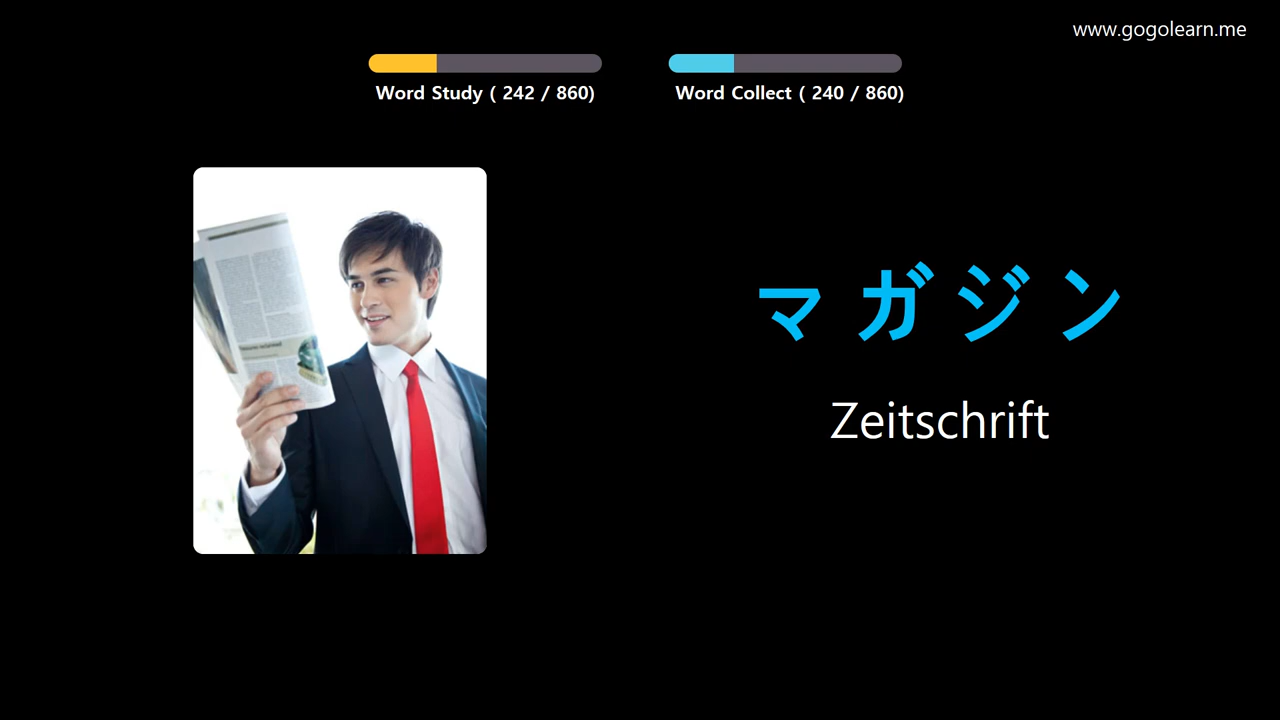 www.gogolearn.me
Word Study ( 242 / 860)
Word Collect ( 240 / 860)
マガジン
Zeitschrift